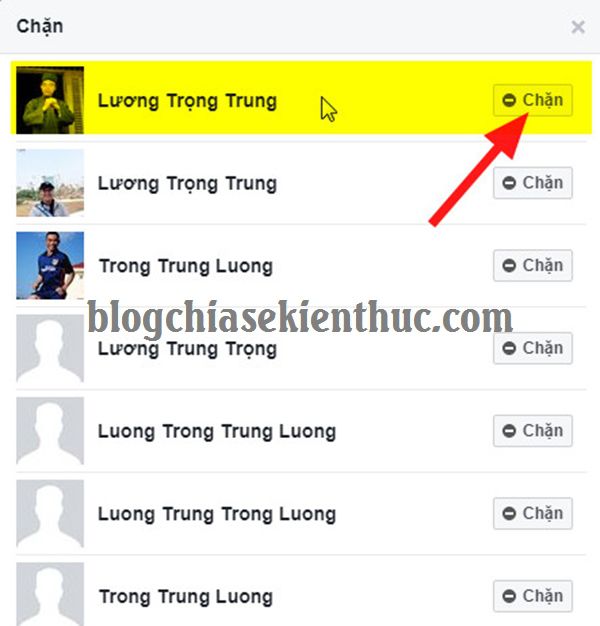 Chặn
Lương Trọng Trung
Chặn
Lương Trọng Trung
Chặn
Trong Trung Luong
Chặn
blogchiasekienthuc.com
Lương Trung Trọng
Chặn
Luong Trong Trung Luong
Chặn
Luong Trung Trong Luong
Chặn
Trong Trung Luong
Chặn